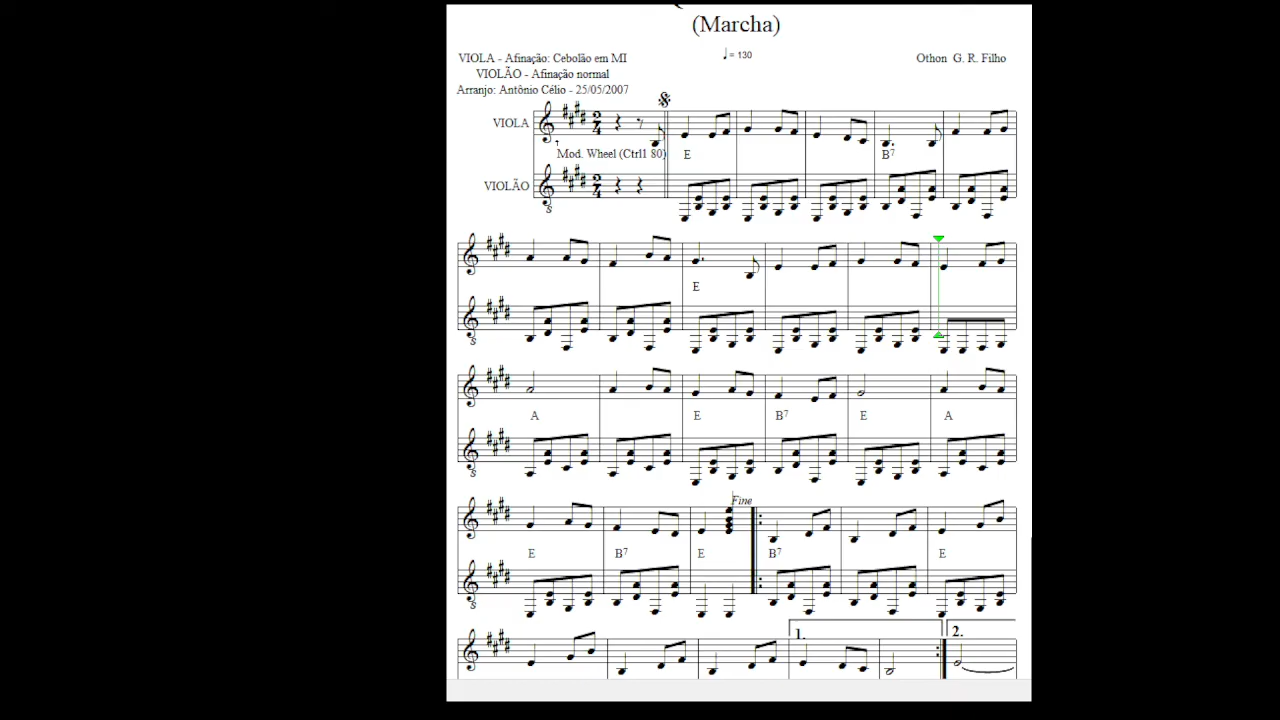 (Marcha)
♩ = 130
VIOLA - Afinação: Cebolão em MI
Othon G. R. Filho
VIOLÃO - Afinação normal
Arranjo: Antônio Célio - 25/05/2007
VIOLA
Mod. Wheel (Ctrl1 80)
E B7
VIOLÃO
E
A E B7 E A
Fine
E B7 E B7 E
1. 2.